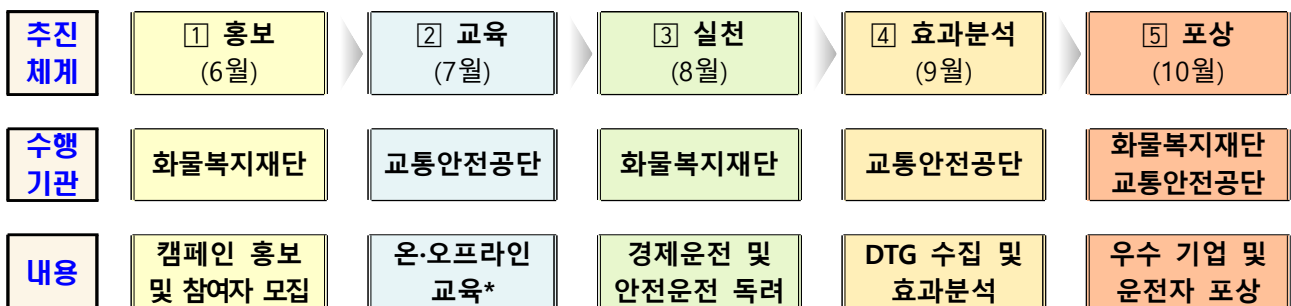 추진
체계
1 홍보
(6월)
2 교육
(7월)
3 실천
(8월)
4 효과분석
(9월)
5 포상
(10월)
수행
기관
화물복지재단
교통안전공단
화물복지재단
교통안전공단
화물복지재단
교통안전공단
내용
캠페인 홍보
및 참여자 모집
온·오프라인
교육*
경제운전 및
안전운전 독려
DTG 수집 및
효과분석
우수 기업 및
운전자 포상